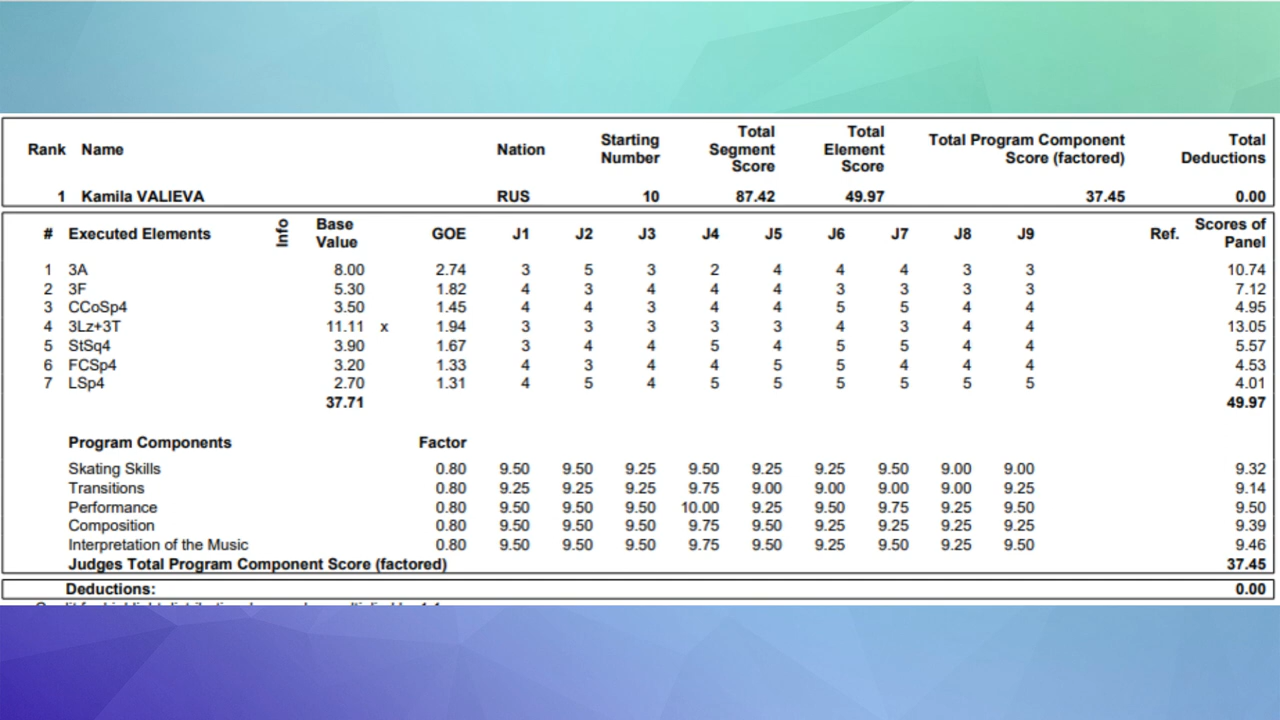 Rank Name Nation Starting Number Total Segment Score Total Element Score Total Program Component Score (factored) Total Deductions
1 Kamila VALIEVA RUS 10 87.42 49.97 37.45 0.00
# Executed Elements Info Base Value GOE J1 J2 J3 J4 J5 J6 J7 J8 J9 Ref. Scores of Panel
1 3A 8.00 2.74 3 5 3 2 4 4 4 3 3 10.74
2 3F 5.30 1.82 4 3 4 4 4 3 3 3 3 7.12
3 CCoSp4 3.50 1.45 4 4 3 4 4 5 5 4 4 4.95
4 3Lz+3T 11.11 x 1.94 3 3 3 3 3 4 3 4 4 13.05
5 StSq4 3.90 1.67 3 4 4 5 4 5 5 4 4 5.57
6 FCSp4 3.20 1.33 4 3 4 4 5 5 4 4 4 4.53
7 LSp4 2.70 1.31 4 5 4 4 5 5 5 5 5 4.01
37.71 49.97
Program Components Factor
Skating Skills 0.80 9.50 9.50 9.25 9.50 9.25 9.25 9.50 9.00 9.00 9.32
Transitions 0.80 9.25 9.25 9.25 9.75 9.00 9.00 9.00 9.00 9.25 9.14
Performance 0.80 9.50 9.50 9.50 10.00 9.25 9.50 9.75 9.25 9.50 9.50
Composition 0.80 9.50 9.50 9.50 9.75 9.50 9.25 9.25 9.25 9.25 9.39
Interpretation of the Music 0.80 9.50 9.50 9.50 9.75 9.50 9.25 9.50 9.25 9.50 9.46
Judges Total Program Component Score (factored) 37.45
Deductions: 0.00